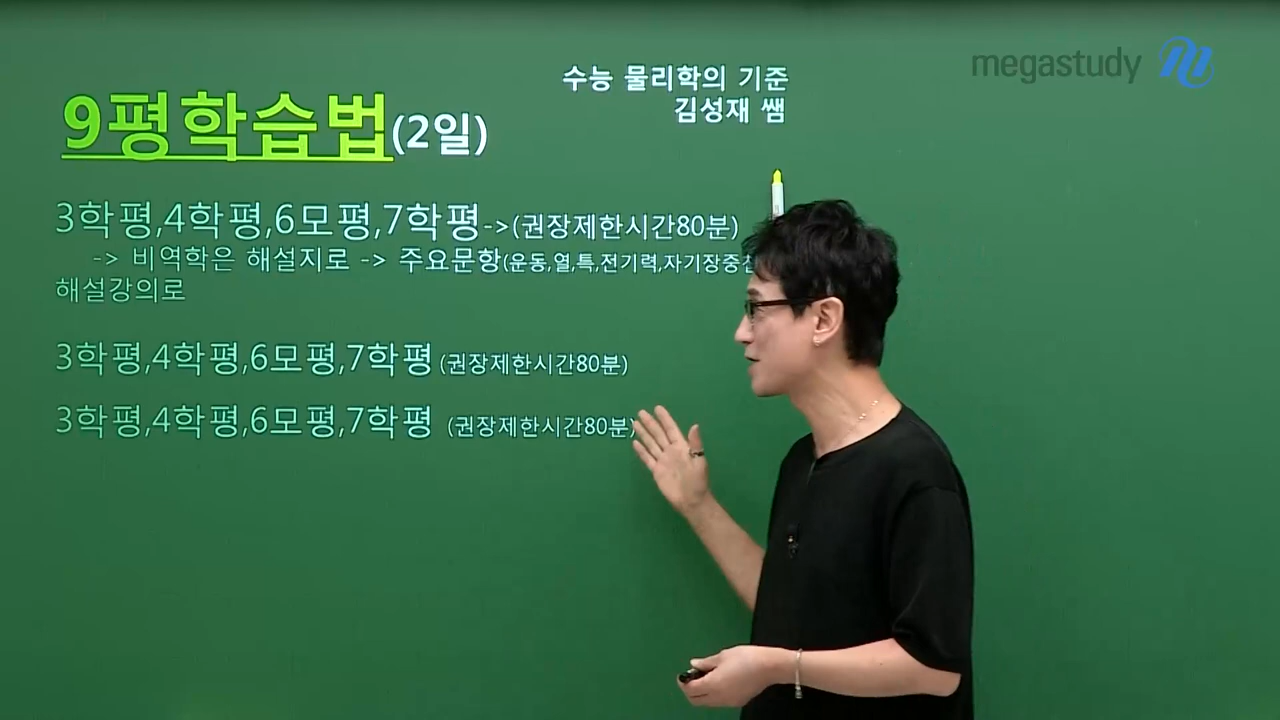 megastudy
수능 물리학의 기준
김성재 쌤
9평학습법(2일)
3학평,4학평,6모평,7학평->(권장제한시간80분)
-> 비역학은 해설지로 -> 주요문항(운동,열,특,전기력,자기장중첩
해설강의로
3학평,4학평,6모평,7학평 (권장제한시간80분)
3학평,4학평,6모평,7학평 (권장제한시간80분)